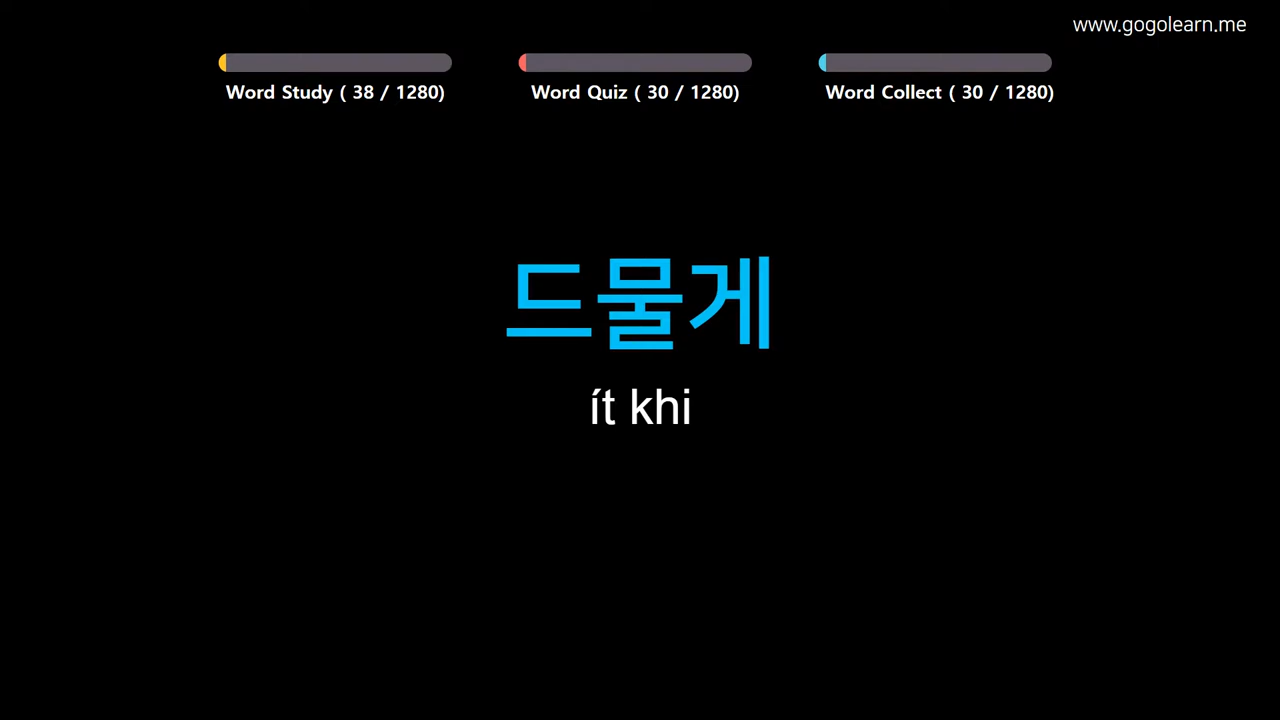 www.gogolearn.me
Word Study ( 38 / 1280)
Word Quiz ( 30 / 1280)
Word Collect ( 30 / 1280)
드물게
ít khi